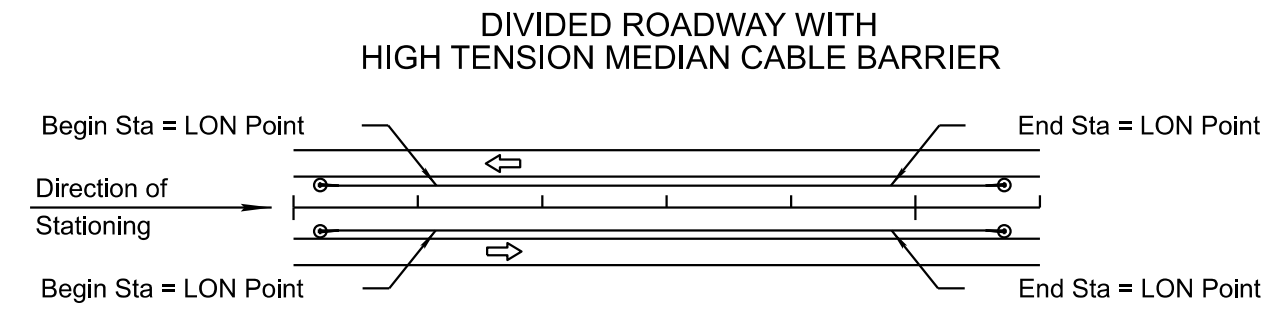 DIVIDED ROADWAY WITH
HIGH TENSION MEDIAN CABLE BARRIER
Begin Sta = LON Point
End Sta = LON Point
Direction of
Stationing
Begin Sta = LON Point
End Sta = LON Point